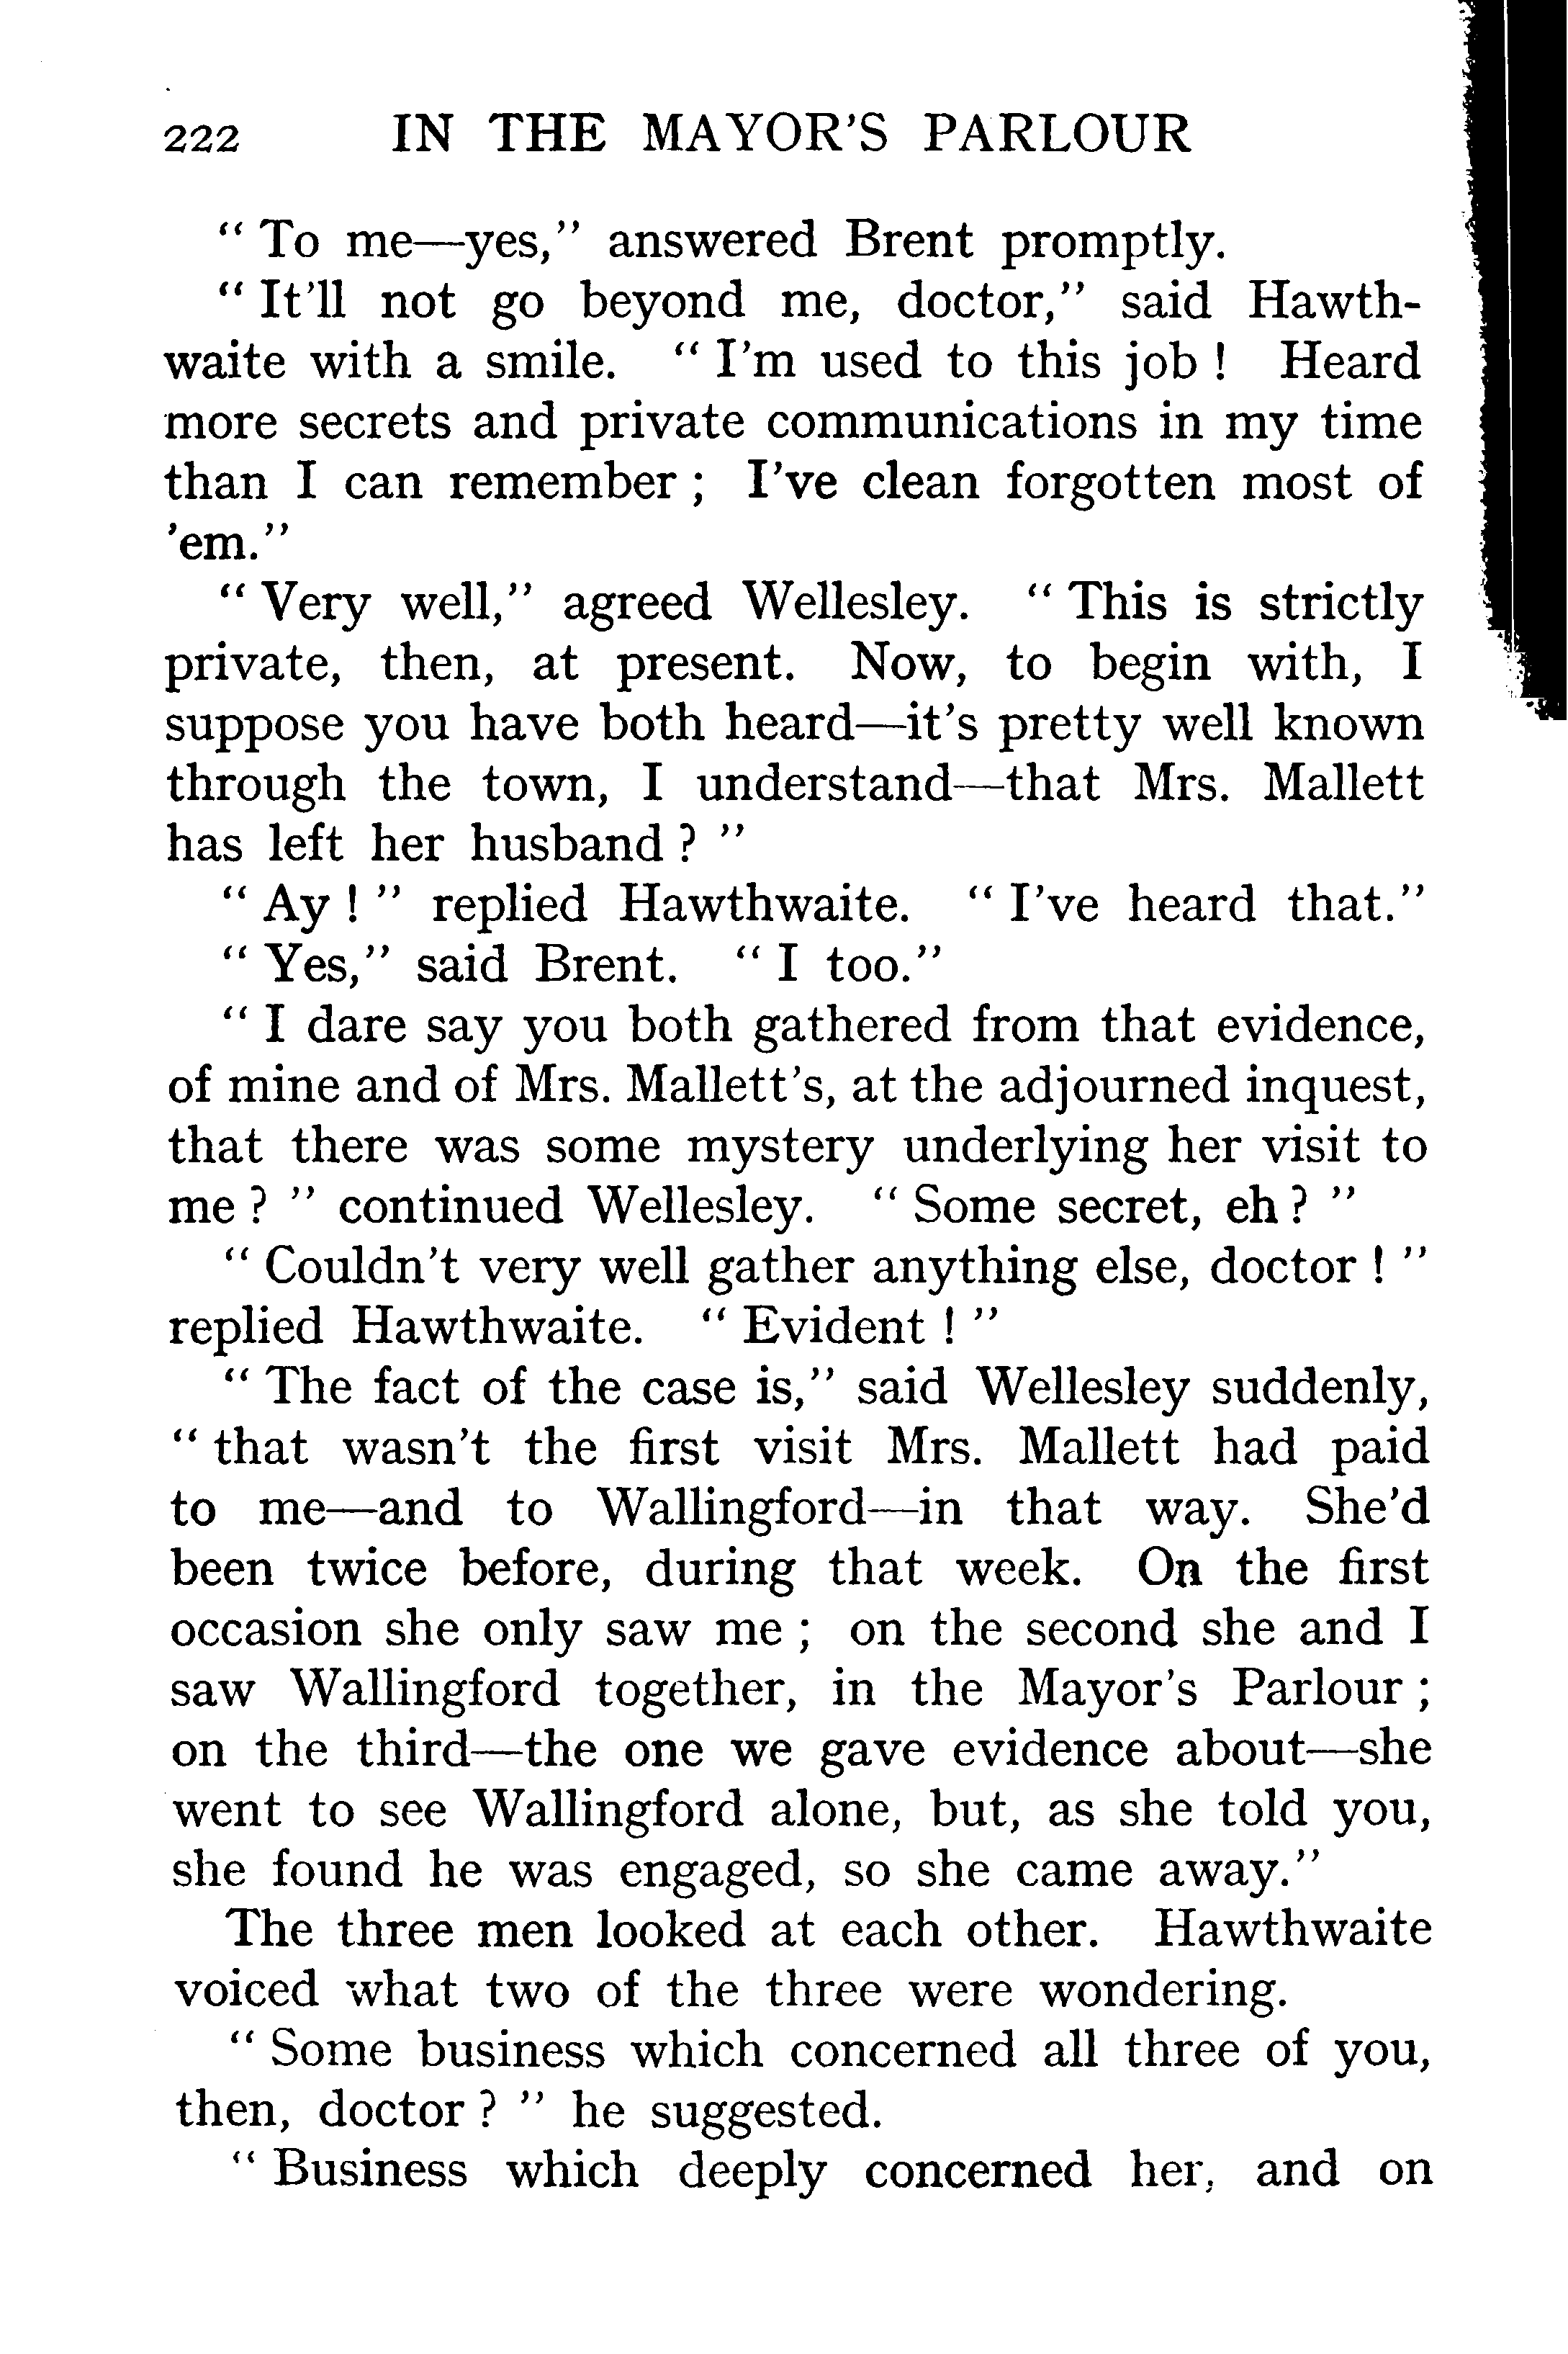 222 IN THE MAYOR'S PARLOUR
“ To me—yes,” answered Brent promptly.
“ It'll not go beyond me, doctor,” said Hawth-
waite with a smile. “ I'm used to this job ! Heard
more secrets and private communications in my time
than I can remember ; I've clean forgotten most of
'em.”
“ Very well,” agreed Wellesley. “ This is strictly
private, then, at present. Now, to begin with, I
suppose you have both heard—it's pretty well known
through the town, I understand—that Mrs. Mallett
has left her husband ? ”
“ Ay ! ” replied Hawthwaite. “ I've heard that.”
“ Yes,” said Brent. “ I too.”
“ I dare say you both gathered from that evidence,
of mine and of Mrs. Mallett's, at the adjourned inquest,
that there was some mystery underlying her visit to
me ? ” continued Wellesley. “ Some secret, eh ? ”
“ Couldn't very well gather anything else, doctor ! ”
replied Hawthwaite. “ Evident ! ”
“ The fact of the case is,” said Wellesley suddenly,
“ that wasn't the first visit Mrs. Mallett had paid
to me—and to Wallingford—in that way. She'd
been twice before, during that week. On the first
occasion she only saw me ; on the second she and I
saw Wallingford together, in the Mayor's Parlour ;
on the third—the one we gave evidence about—she
went to see Wallingford alone, but, as she told you,
she found he was engaged, so she came away.”
The three men looked at each other. Hawthwaite
voiced what two of the three were wondering.
“ Some business which concerned all three of you,
then, doctor ? ” he suggested.
“ Business which deeply concerned her, and on